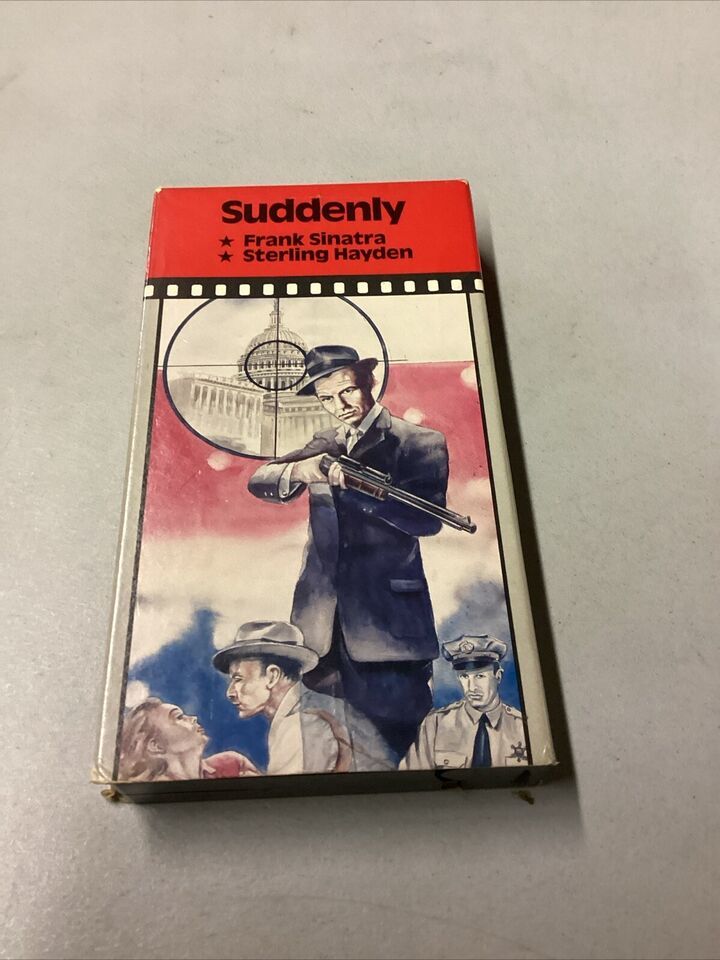 Suddenly
★ Frank Sinatra
★ Sterling Hayden